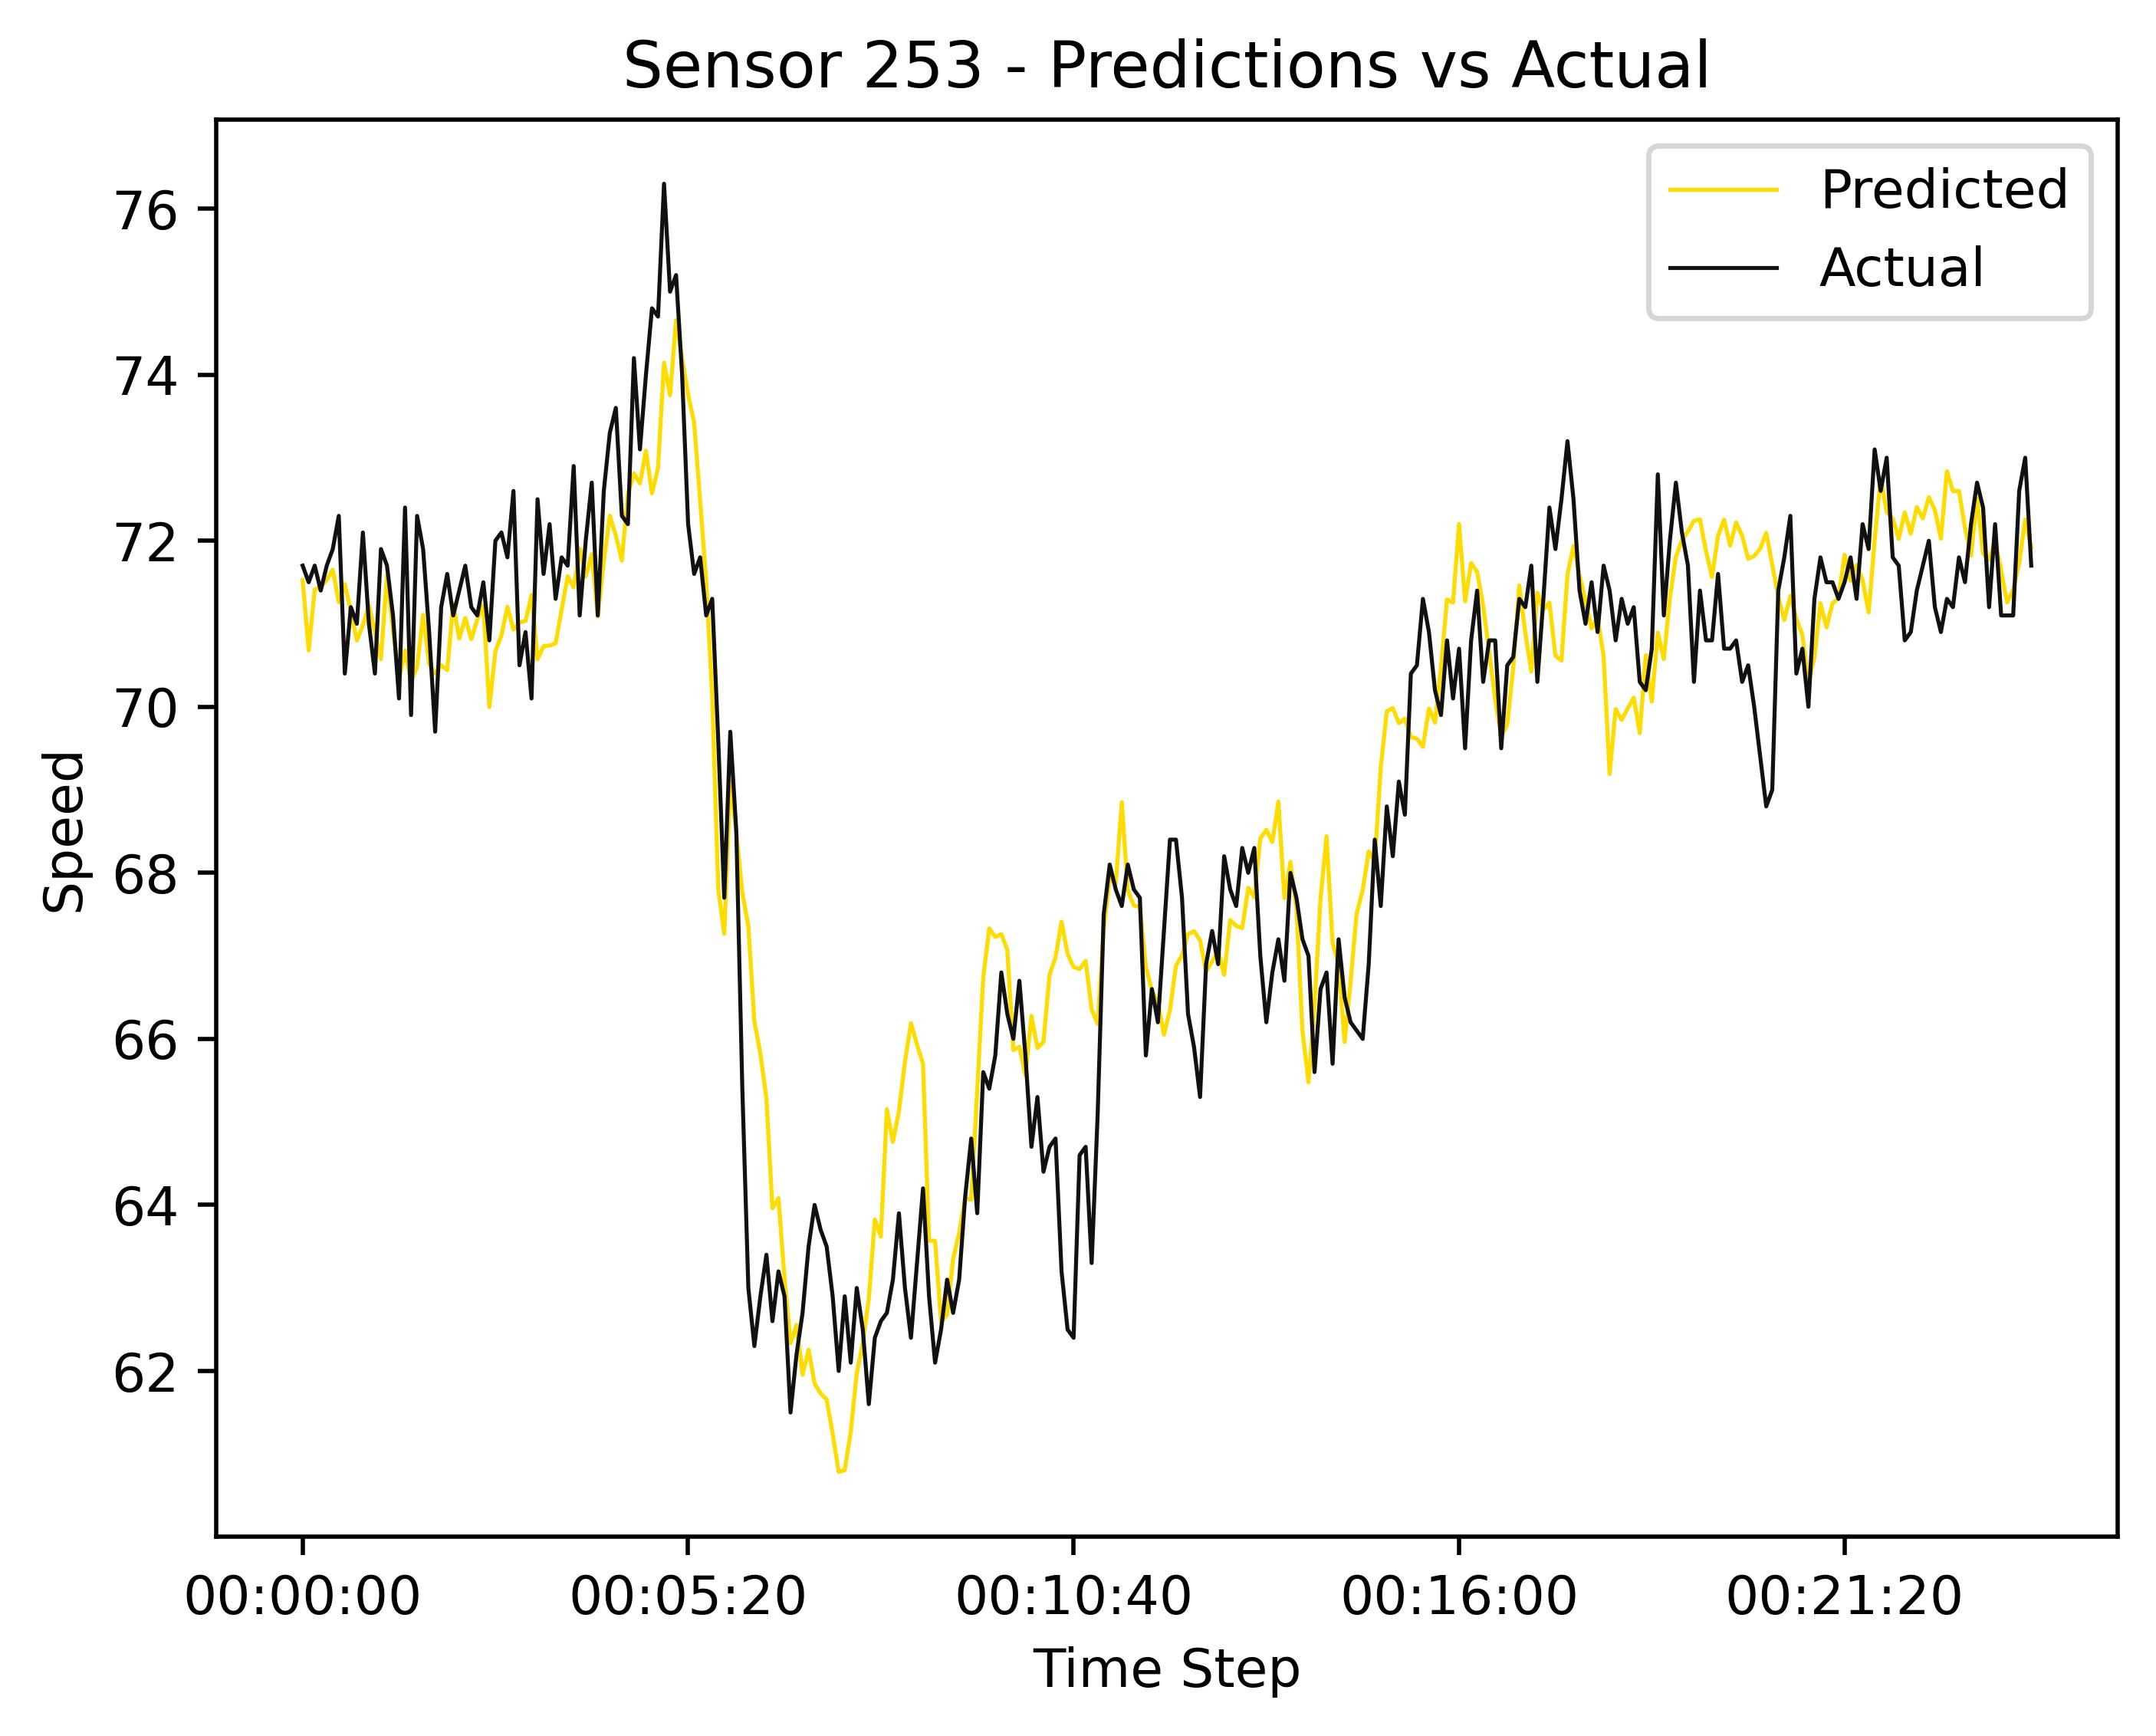 Sensor 253 - Predictions vs Actual
Predicted
Actual
76
74
72
70
68
66
64
62
Speed
00:00:00 00:05:20 00:10:40 00:16:00 00:21:20
Time Step